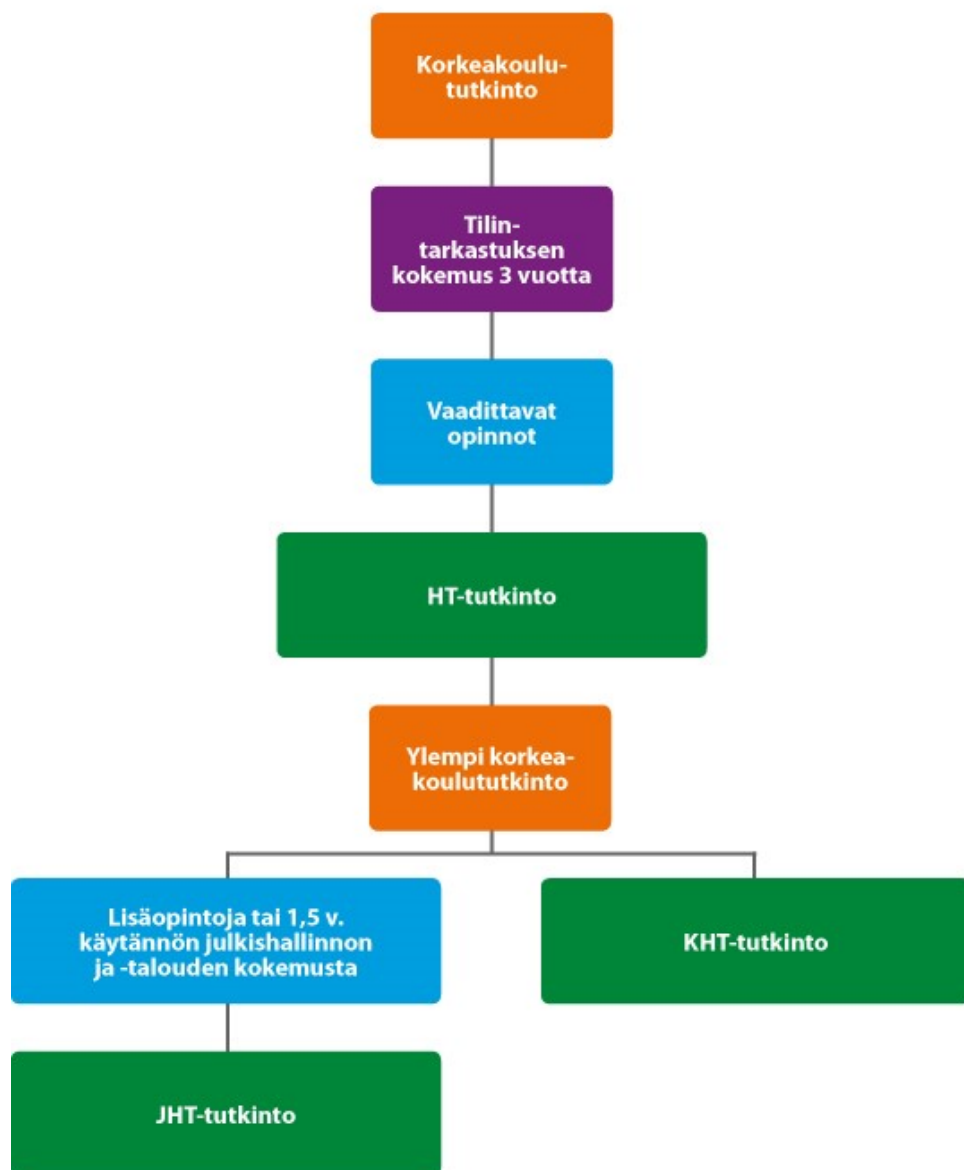 Korkeakoulu-
tutkinto
Tilin-
tarkastuksen
kokemus 3 vuotta
Vaadittavat
opinnot
HT-tutkinto
Ylempi korkea-
koulututkinto
Lisäopintoja tai 1,5 v.
käytännön julkishallinnon
ja -talouden kokemusta
KHT-tutkinto
JHT-tutkinto